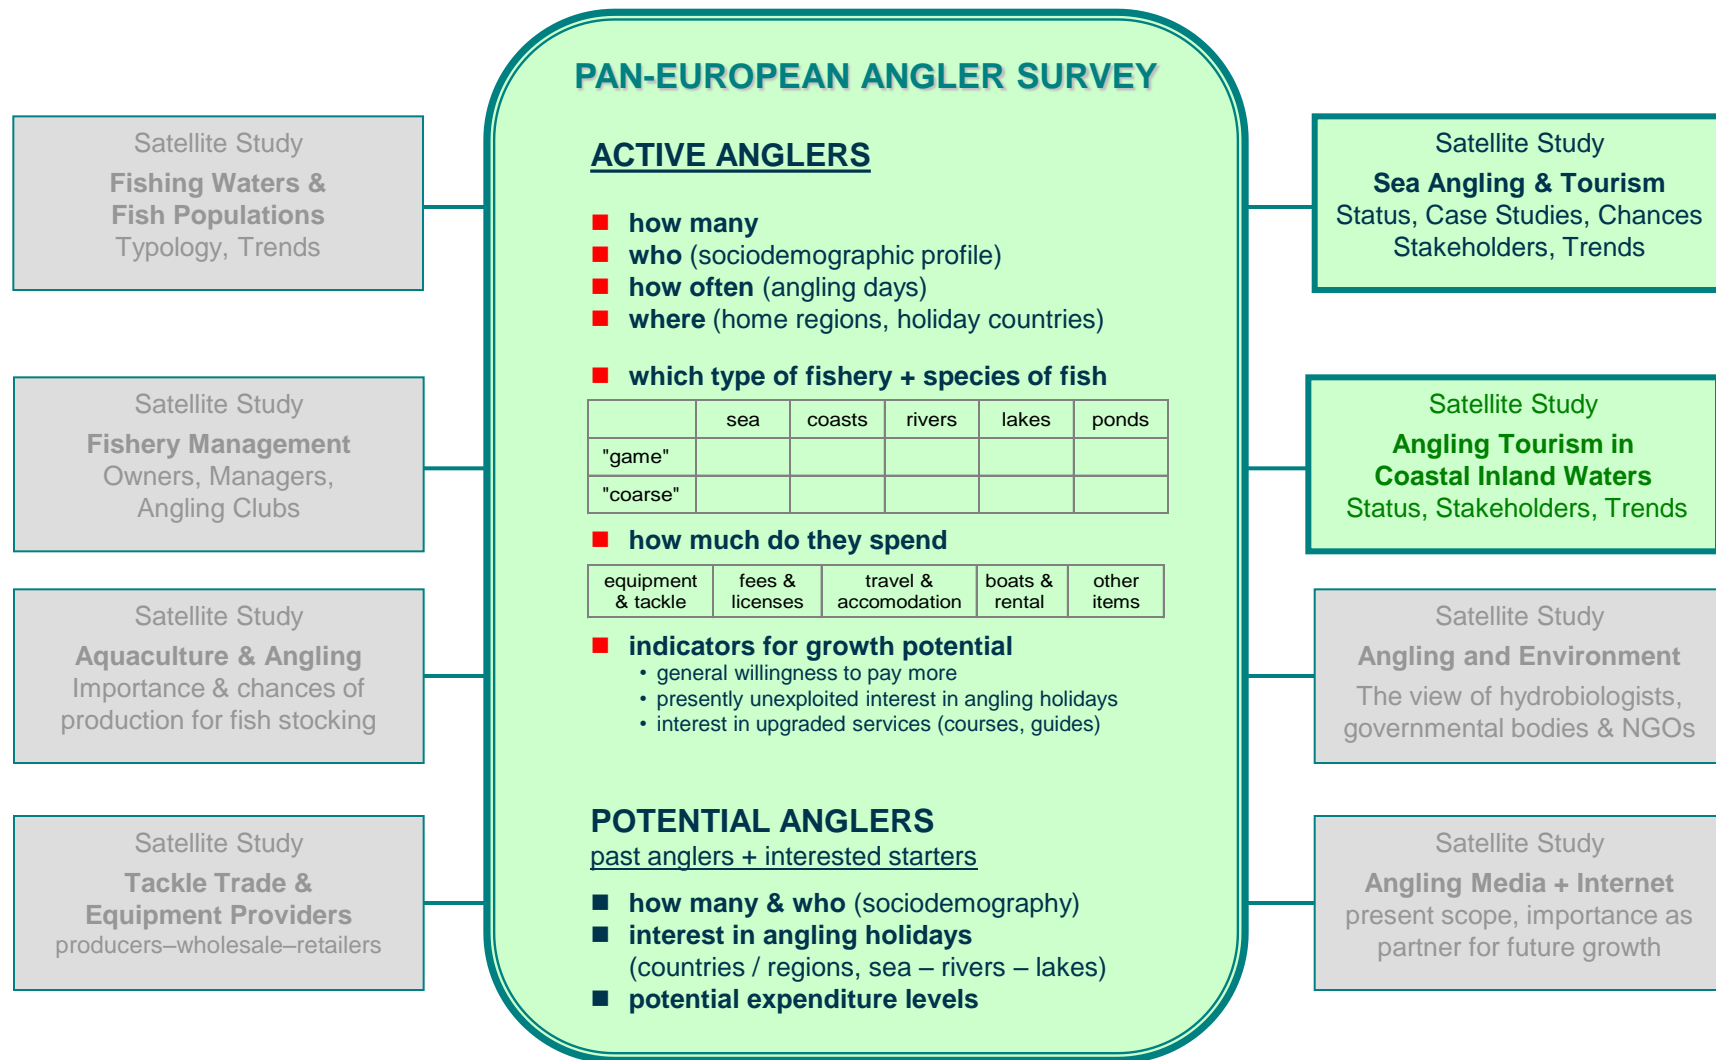 PAN-EUROPEAN ANGLER SURVEY
Satellite Study
Fishing Waters &
Fish Populations
Typology, Trends
Satellite Study
Fishery Management
Owners, Managers,
Angling Clubs
Satellite Study
Aquaculture & Angling
Importance & chances of
production for fish stocking
Satellite Study
Tackle Trade &
Equipment Providers
producers–wholesale–retailers
ACTIVE ANGLERS
how many
who (sociodemographic profile)
how often (angling days)
where (home regions, holiday countries)
which type of fishery + species of fish
sea coasts rivers lakes ponds
"game"
"coarse"
how much do they spend
equipment fees & travel & boats & other
& tackle licenses accomodation rental items
indicators for growth potential
• general willingness to pay more
• presently unexploited interest in angling holidays
• interest in upgraded services (courses, guides)
POTENTIAL ANGLERS
past anglers + interested starters
how many & who (sociodemography)
interest in angling holidays
(countries / regions, sea – rivers – lakes)
potential expenditure levels
Satellite Study
Sea Angling & Tourism
Status, Case Studies, Chances
Stakeholders, Trends
Satellite Study
Angling Tourism in
Coastal Inland Waters
Status, Stakeholders, Trends
Satellite Study
Angling and Environment
The view of hydrobiologists,
governmental bodies & NGOs
Satellite Study
Angling Media + Internet
present scope, importance as
partner for future growth